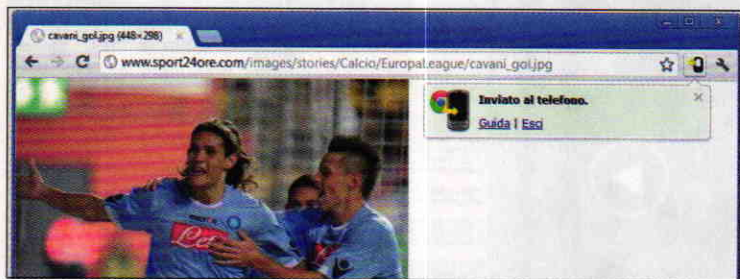 cavani_gol.jpg (448×298)
www.sport24ore.com/images/stories/Calcio/EuropaLeague/cavani_gol.jpg
Inviato al telefono.
Guida | Esci
Lete